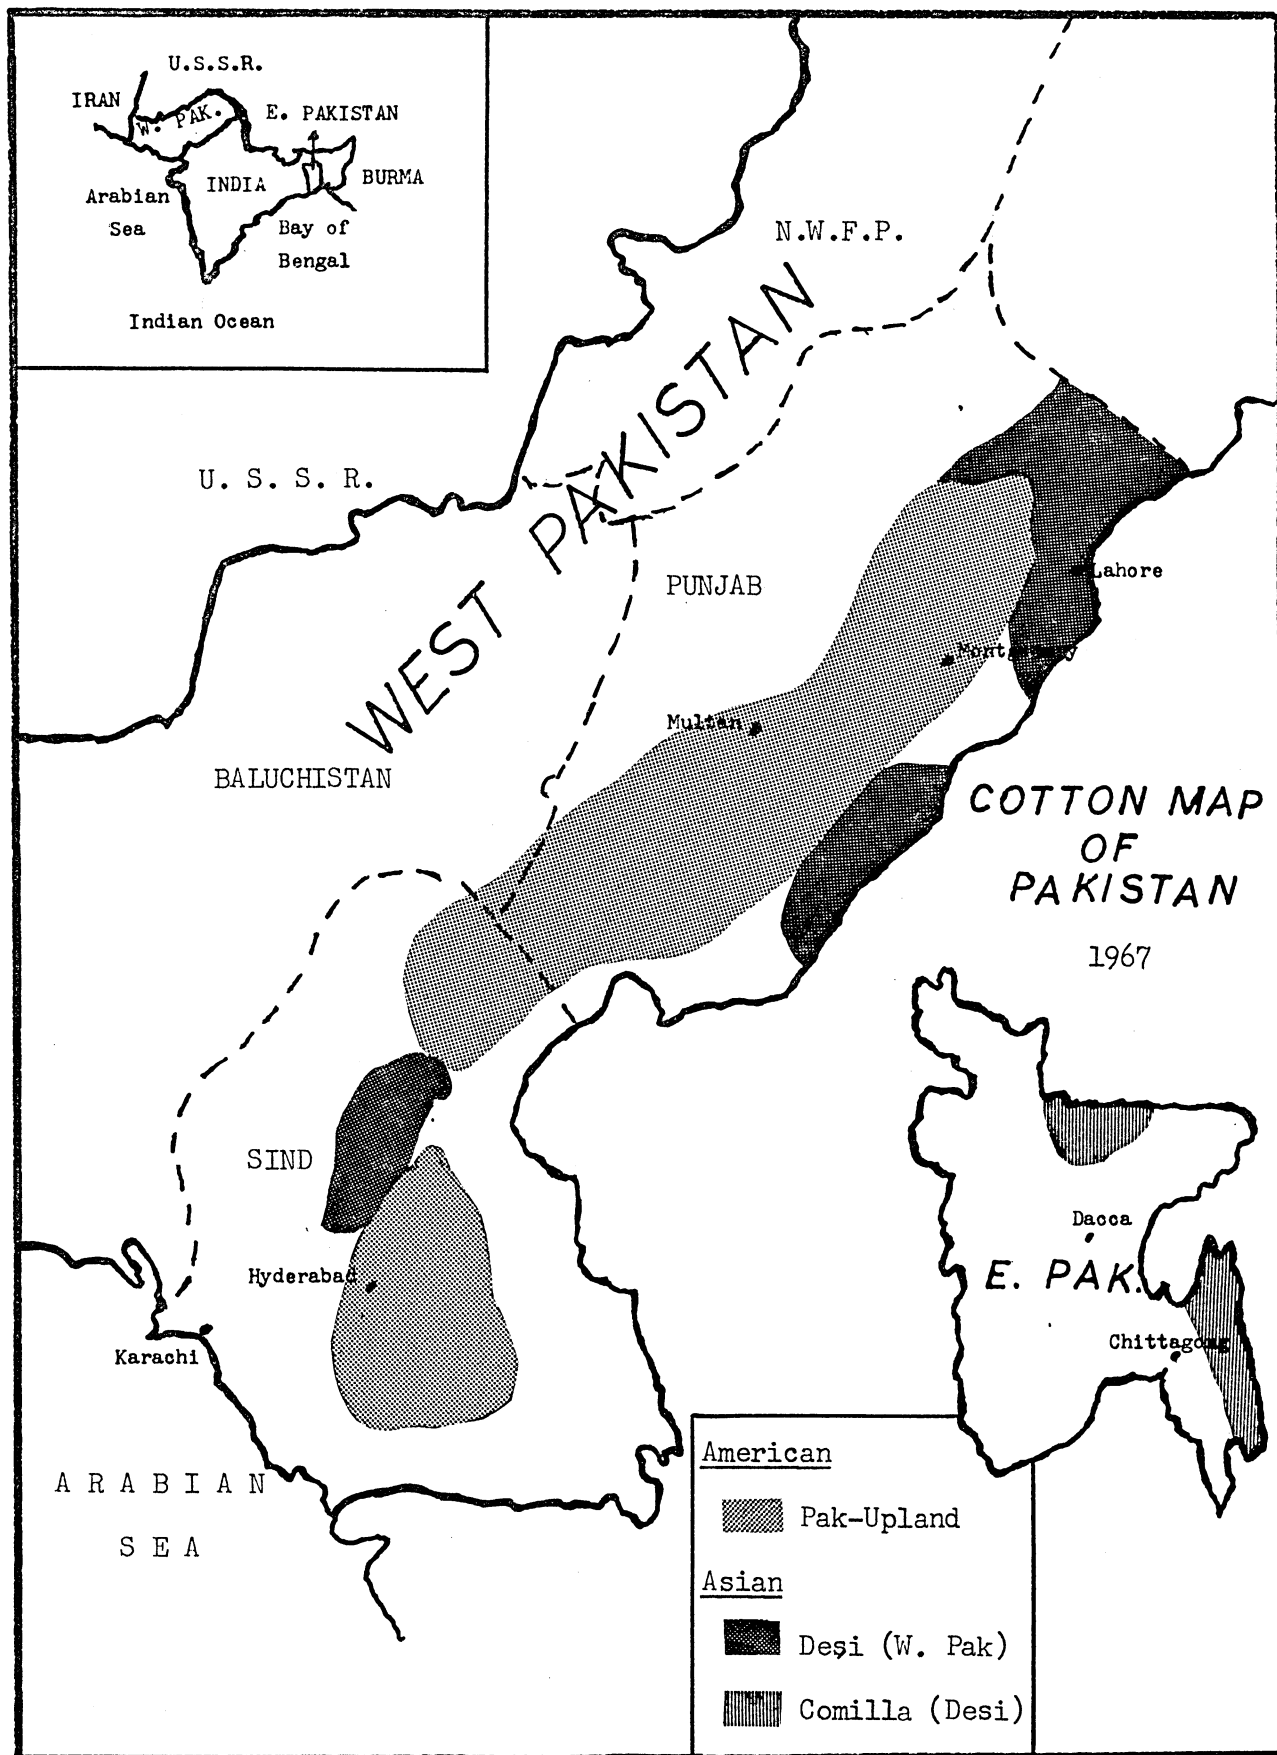 U.S.S.R.
IRAN
W. PAK.
E. PAKISTAN
INDIA
BURMA
Arabian
Sea
Bay of
Bengal
Indian Ocean
N.W.F.P.
WEST PAKISTAN
U. S. S. R.
PUNJAB
Lahore
Montgomery
Multan
BALUCHISTAN
COTTON MAP
OF
PAKISTAN
1967
SIND
Hyderabad
Karachi
Dacca
E. PAK.
Chittagong
ARABIAN
SEA
American
Pak-Upland
Asian
Desi (W. Pak)
Comilla (Desi)